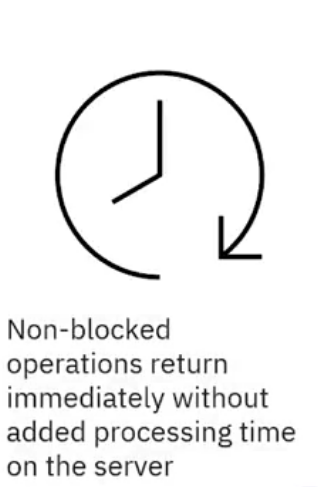 Non-blocked
operations return
immediately without
added processing time
on the server